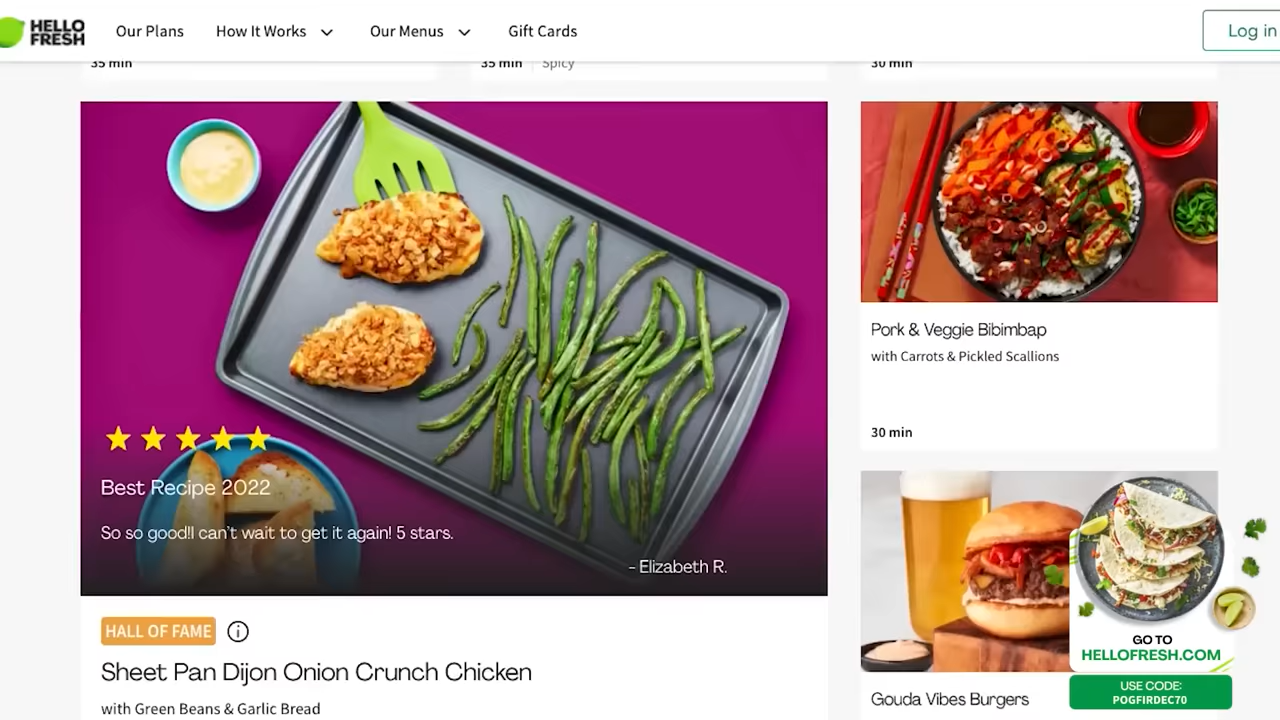 HELLO
FRESH
Our Plans
How It Works
Our Menus
Gift Cards
Log in
35 min
35 min
Spicy
30 min
Best Recipe 2022
So so good!I can't wait to get it again! 5 stars.
- Elizabeth R.
HALL OF FAME
Sheet Pan Dijon Onion Crunch Chicken
with Green Beans & Garlic Bread
Pork & Veggie Bibimbap
with Carrots & Pickled Scallions
30 min
Gouda Vibes Burgers
GO TO
HELLOFRESH.COM
USE CODE:
POGFIRDEC70